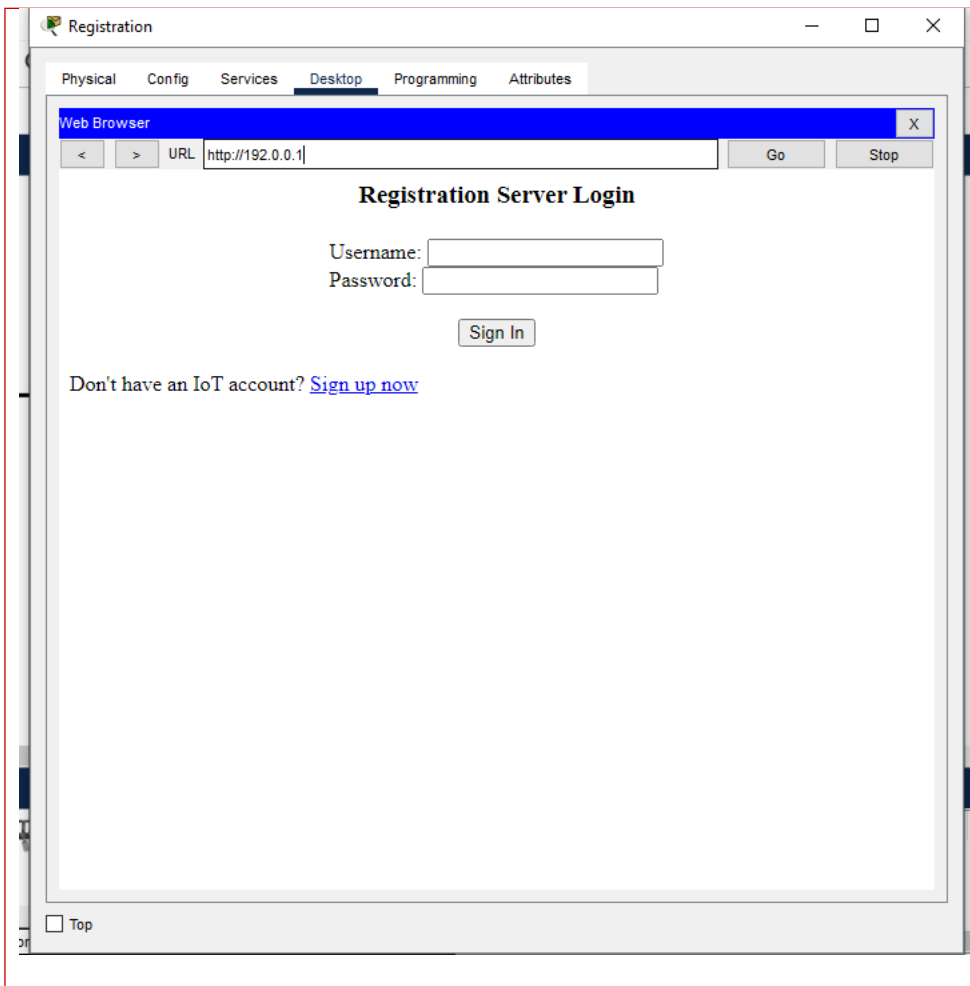 Registration
Physical Config Services Desktop Programming Attributes
Web Browser X
< > URL http://192.0.0.1 Go Stop
Registration Server Login
Username:
Password:
Sign In
Don't have an IoT account? Sign up now
Top